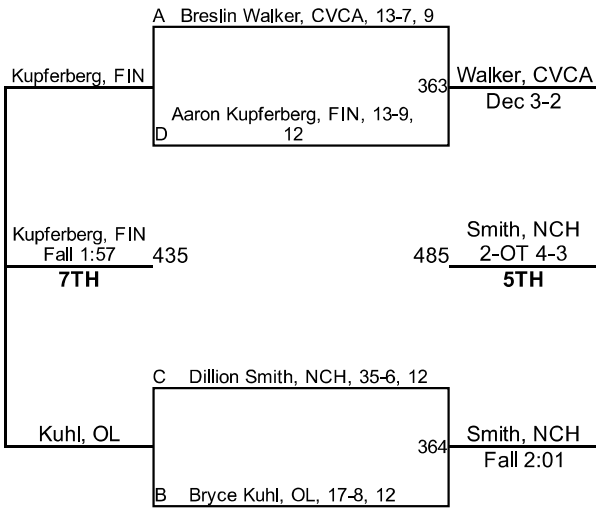 A Breslin Walker, CVCA, 13-7, 9
Kupferberg, FIN
363
Walker, CVCA
Dec 3-2
Aaron Kupferberg, FIN, 13-9,
D 12
Kupferberg, FIN
Fall 1:57
435
7TH
485
Smith, NCH
2-OT 4-3
5TH
C Dillion Smith, NCH, 35-6, 12
Kuhl, OL
364
Smith, NCH
Fall 2:01
B Bryce Kuhl, OL, 17-8, 12